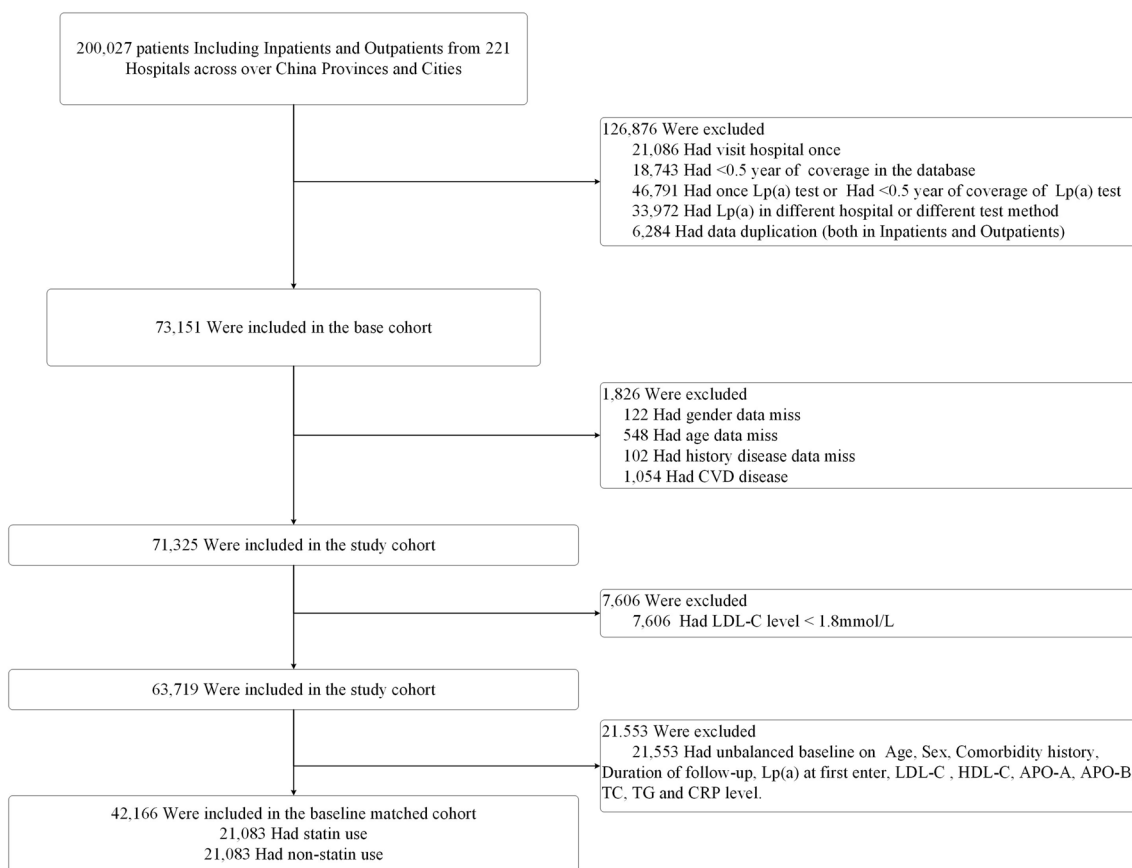 200,027 patients Including Inpatients and Outpatients from 221
Hospitals across over China Provinces and Cities
126,876 Were excluded
21,086 Had visit hospital once
18,743 Had <0.5 year of coverage in the database
46,791 Had once Lp(a) test or Had <0.5 year of coverage of Lp(a) test
33,972 Had Lp(a) in different hospital or different test method
6,284 Had data duplication (both in Inpatients and Outpatients)
73,151 Were included in the base cohort
1,826 Were excluded
122 Had gender data miss
548 Had age data miss
102 Had history disease data miss
1,054 Had CVD disease
71,325 Were included in the study cohort
7,606 Were excluded
7,606 Had LDL-C level < 1.8mmol/L
63,719 Were included in the study cohort
21.553 Were excluded
21,553 Had unbalanced baseline on Age, Sex, Comorbidity history,
Duration of follow-up, Lp(a) at first enter, LDL-C , HDL-C, APO-A, APO-B
TC, TG and CRP level.
42,166 Were included in the baseline matched cohort
21,083 Had statin use
21,083 Had non-statin use